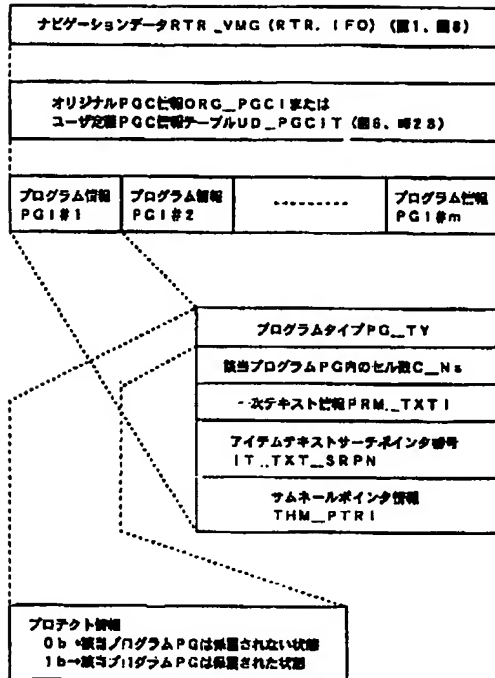 ナビゲーションデータRTR_VMG(RTR.IFO)(図1、図6)
オリジナルPGC情報ORG_PGCIまたは
ユーザ定義PGC情報テーブルUD_PGCIT(図6、23)
プログラム情報
PGI#1
プログラム情報
PGI#2
---------
プログラム情報
PGI#m
プログラムタイプPG_TY
該当プログラムPG内のセル数C_Ns
一次テキスト情報PRM_TXTI
アイテムテキストサーチポインタ番号
IT_TXT_SRPN
サムネールポインタ情報
THM_PTRI
プロテクト情報
0b→該当プログラムPGは保護されない状態
1b→該当プログラムPGは保護された状態